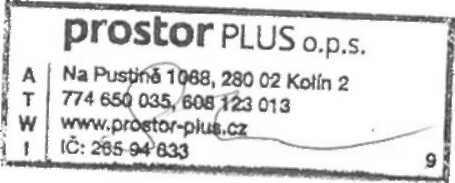 prostor PLUS o.p.s.
A Na Pustině 1068, 280 02 Kolín 2
T 774 650 035, 608 123 013
W www.prostor-plus.cz
I IČ: 265 94 633
9